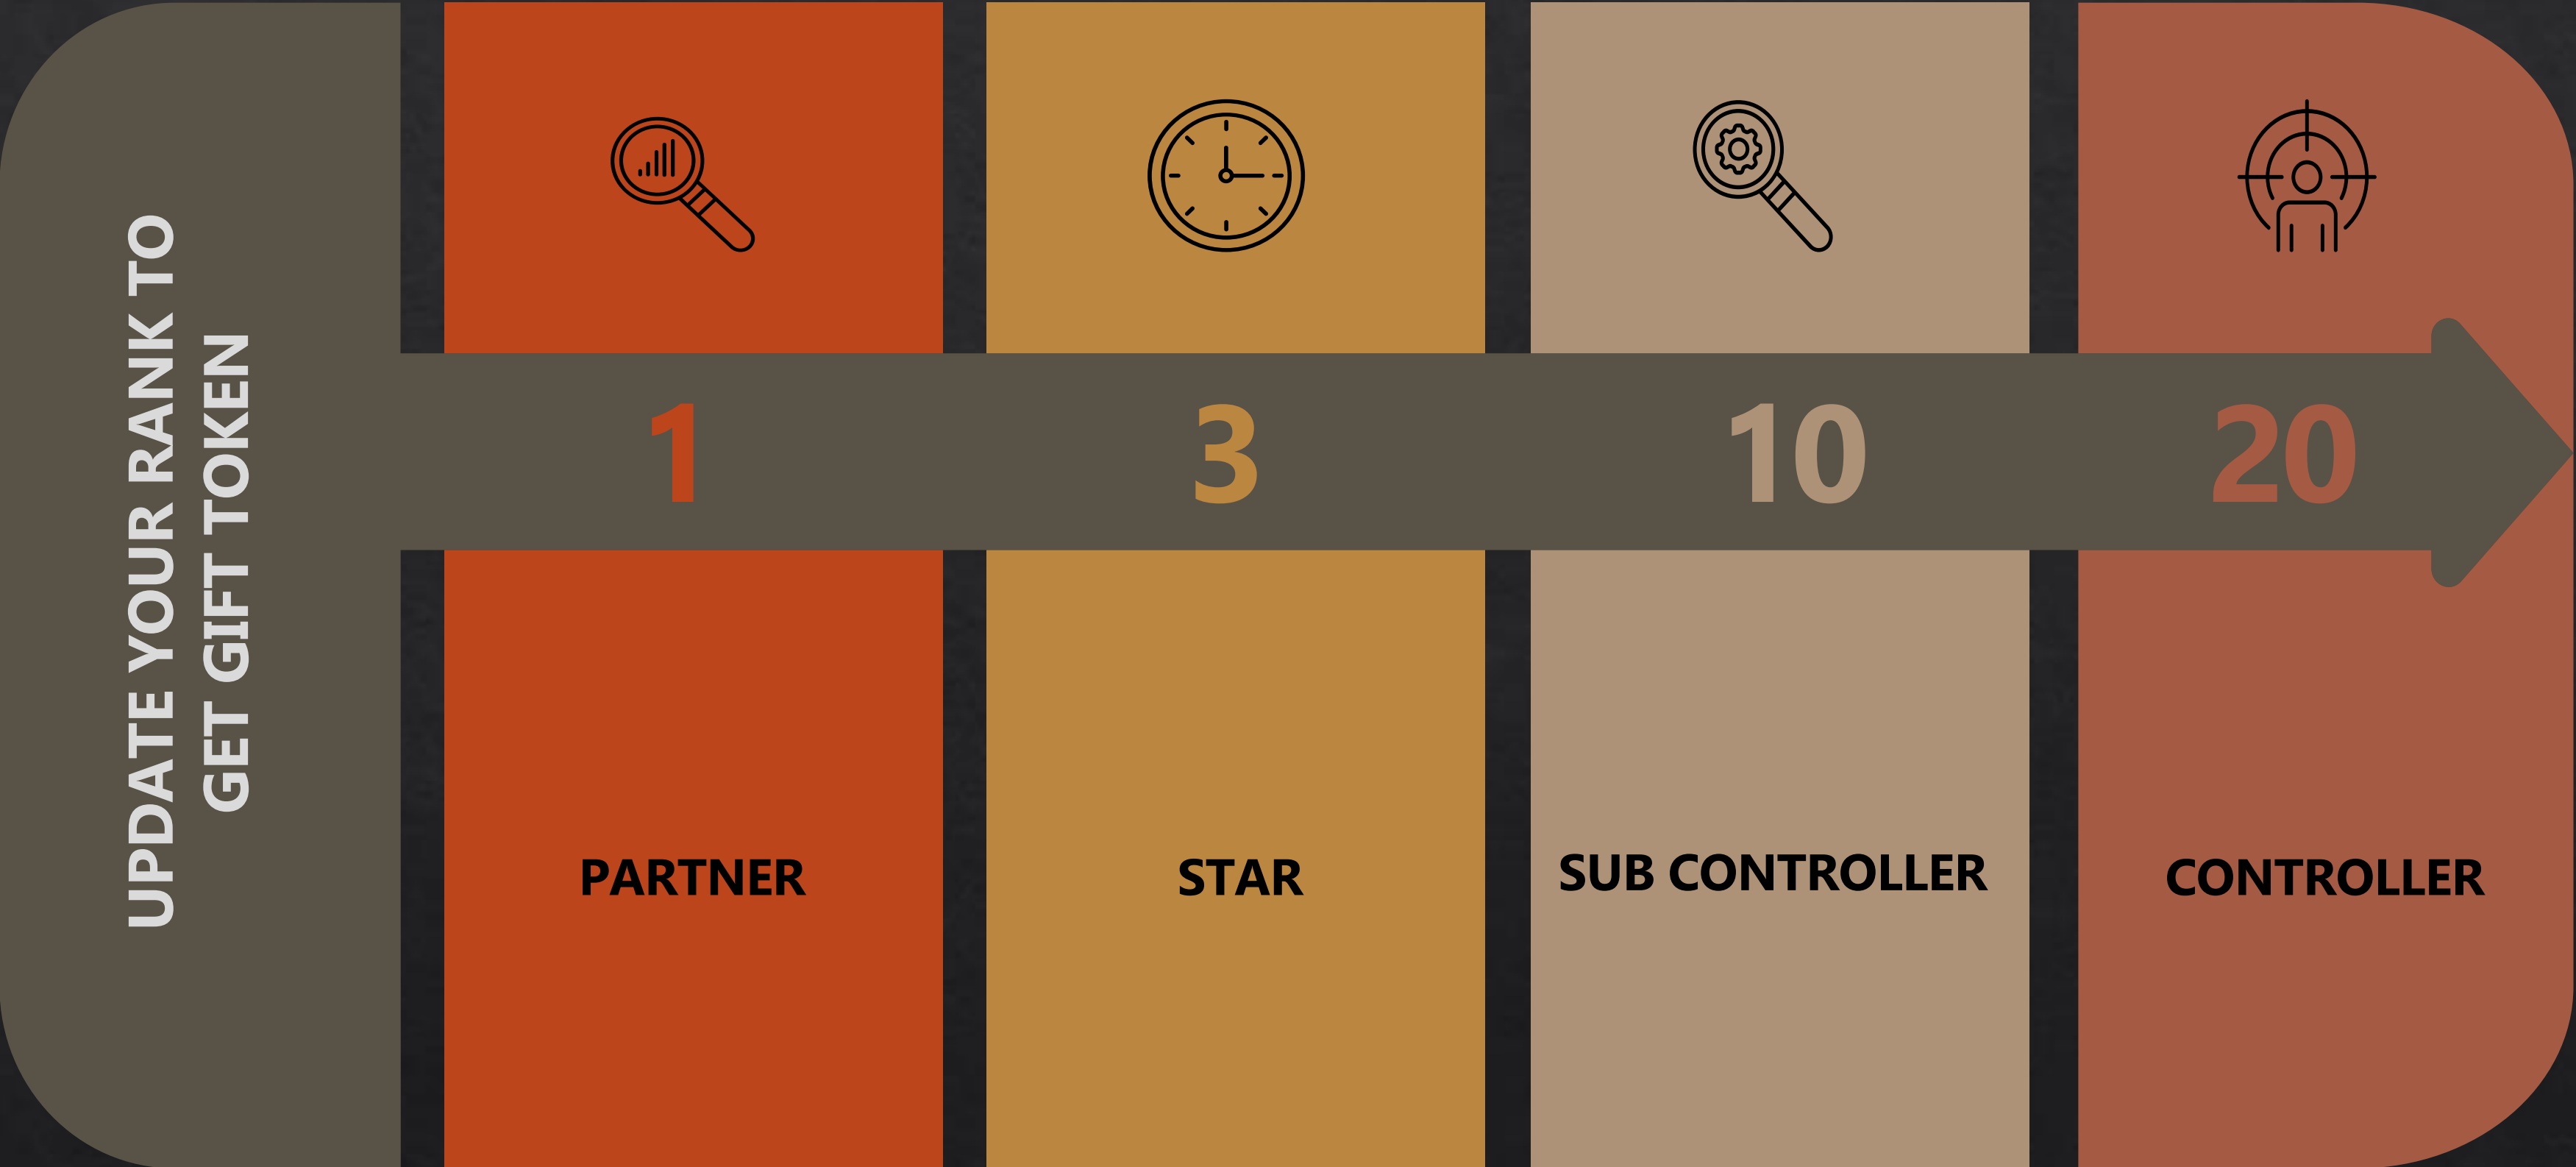 UPDATE YOUR RANK TO
GET GIFT TOKEN
1
3
10
20
PARTNER
STAR
SUB CONTROLLER
CONTROLLER